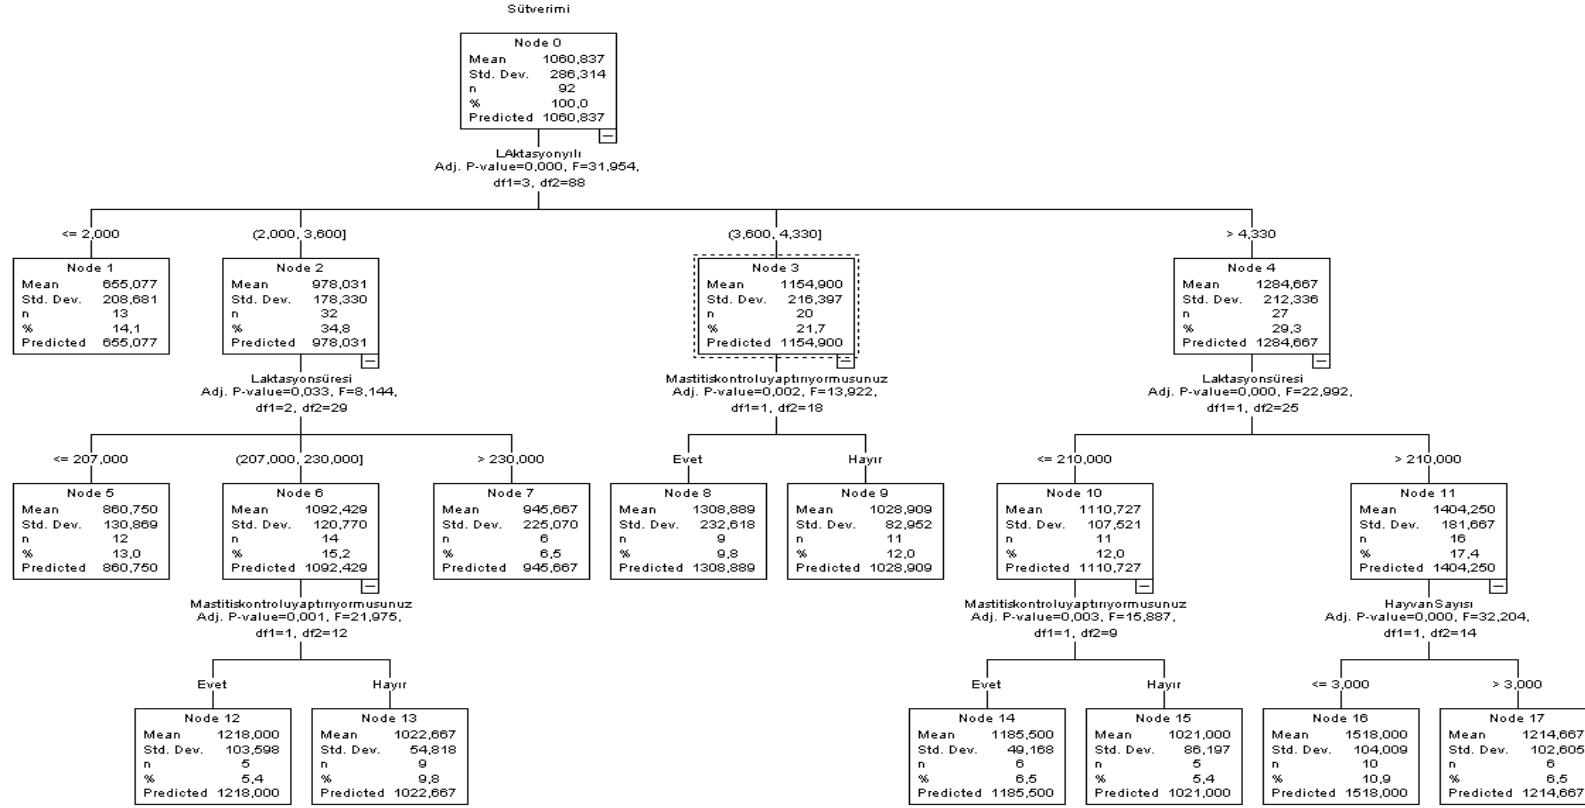 Sütverimi
Node 0
Mean 1060,837
Std. Dev. 286,314
n 92
% 100,0
Predicted 1060,837
LAktasyonyılı
Adj. P-value=0,000, F=31,954,
df1=3, df2=88
<= 2,000
(2,000, 3,600]
(3,600, 4,330]
> 4,330
Node 1
Mean 655,077
Std. Dev. 208,681
n 13
% 14,1
Predicted 655,077
Node 2
Mean 978,031
Std. Dev. 178,330
n 32
% 34,8
Predicted 978,031
Node 3
Mean 1154,900
Std. Dev. 216,397
n 20
% 21,7
Predicted 1154,900
Node 4
Mean 1284,667
Std. Dev. 212,336
n 27
% 29,3
Predicted 1284,667
Laktasyonsüresi
Adj. P-value=0,033, F=8,144,
df1=2, df2=29
Mastitiskontroluyaptırıyormusunuz
Adj. P-value=0,002, F=13,922,
df1=1, df2=18
Laktasyonsüresi
Adj. P-value=0,000, F=22,992,
df1=1, df2=25
<= 207,000
(207,000, 230,000]
> 230,000
Evet
Hayır
<= 210,000
> 210,000
Node 5
Mean 860,750
Std. Dev. 130,869
n 12
% 13,0
Predicted 860,750
Node 6
Mean 1092,429
Std. Dev. 120,770
n 14
% 15,2
Predicted 1092,429
Node 7
Mean 945,667
Std. Dev. 225,070
n 6
% 6,5
Predicted 945,667
Node 8
Mean 1308,889
Std. Dev. 232,618
n 9
% 9,8
Predicted 1308,889
Node 9
Mean 1028,909
Std. Dev. 82,952
n 11
% 12,0
Predicted 1028,909
Node 10
Mean 1110,727
Std. Dev. 107,521
n 11
% 12,0
Predicted 1110,727
Node 11
Mean 1404,250
Std. Dev. 181,667
n 16
% 17,4
Predicted 1404,250
Mastitiskontroluyaptırıyormusunuz
Adj. P-value=0,001, F=21,975,
df1=1, df2=12
Mastitiskontroluyaptırıyormusunuz
Adj. P-value=0,003, F=15,887,
df1=1, df2=9
HayvanSayısı
Adj. P-value=0,000, F=32,204,
df1=1, df2=14
Evet
Hayır
Evet
Hayır
<= 3,000
> 3,000
Node 12
Mean 1218,000
Std. Dev. 103,598
n 5
% 5,4
Predicted 1218,000
Node 13
Mean 1022,667
Std. Dev. 54,818
n 9
% 9,8
Predicted 1022,667
Node 14
Mean 1185,500
Std. Dev. 49,168
n 6
% 6,5
Predicted 1185,500
Node 15
Mean 1021,000
Std. Dev. 86,197
n 5
% 5,4
Predicted 1021,000
Node 16
Mean 1518,000
Std. Dev. 104,009
n 10
% 10,9
Predicted 1518,000
Node 17
Mean 1214,667
Std. Dev. 102,605
n 6
% 6,5
Predicted 1214,667